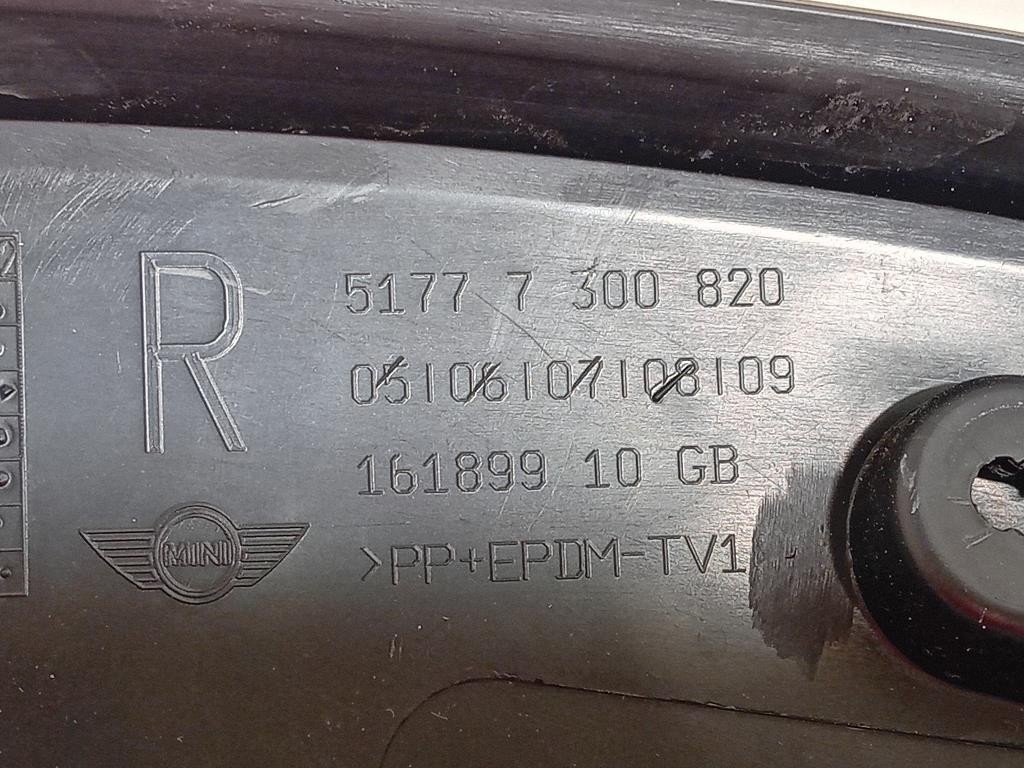 R
5177 7 300 820
05|06|07|08|09
161899 10 GB
MINI
>PP+EPDM-TV1